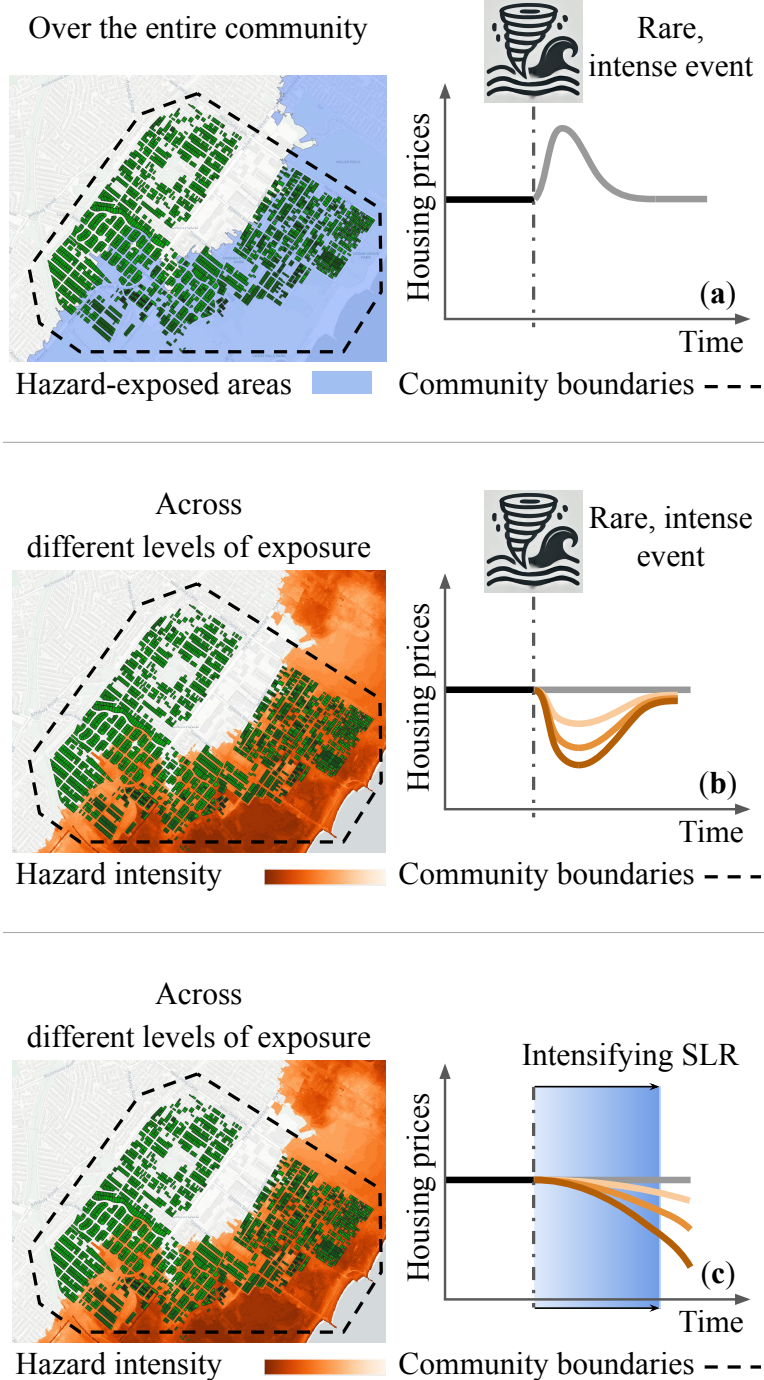 Over the entire community
Rare,
intense event
Housing prices
(a)
Time
Hazard-exposed areas
Community boundaries
Across
different levels of exposure
Rare, intense
event
Housing prices
(b)
Time
Hazard intensity
Community boundaries
Across
different levels of exposure
Intensifying SLR
Housing prices
(c)
Time
Hazard intensity
Community boundaries